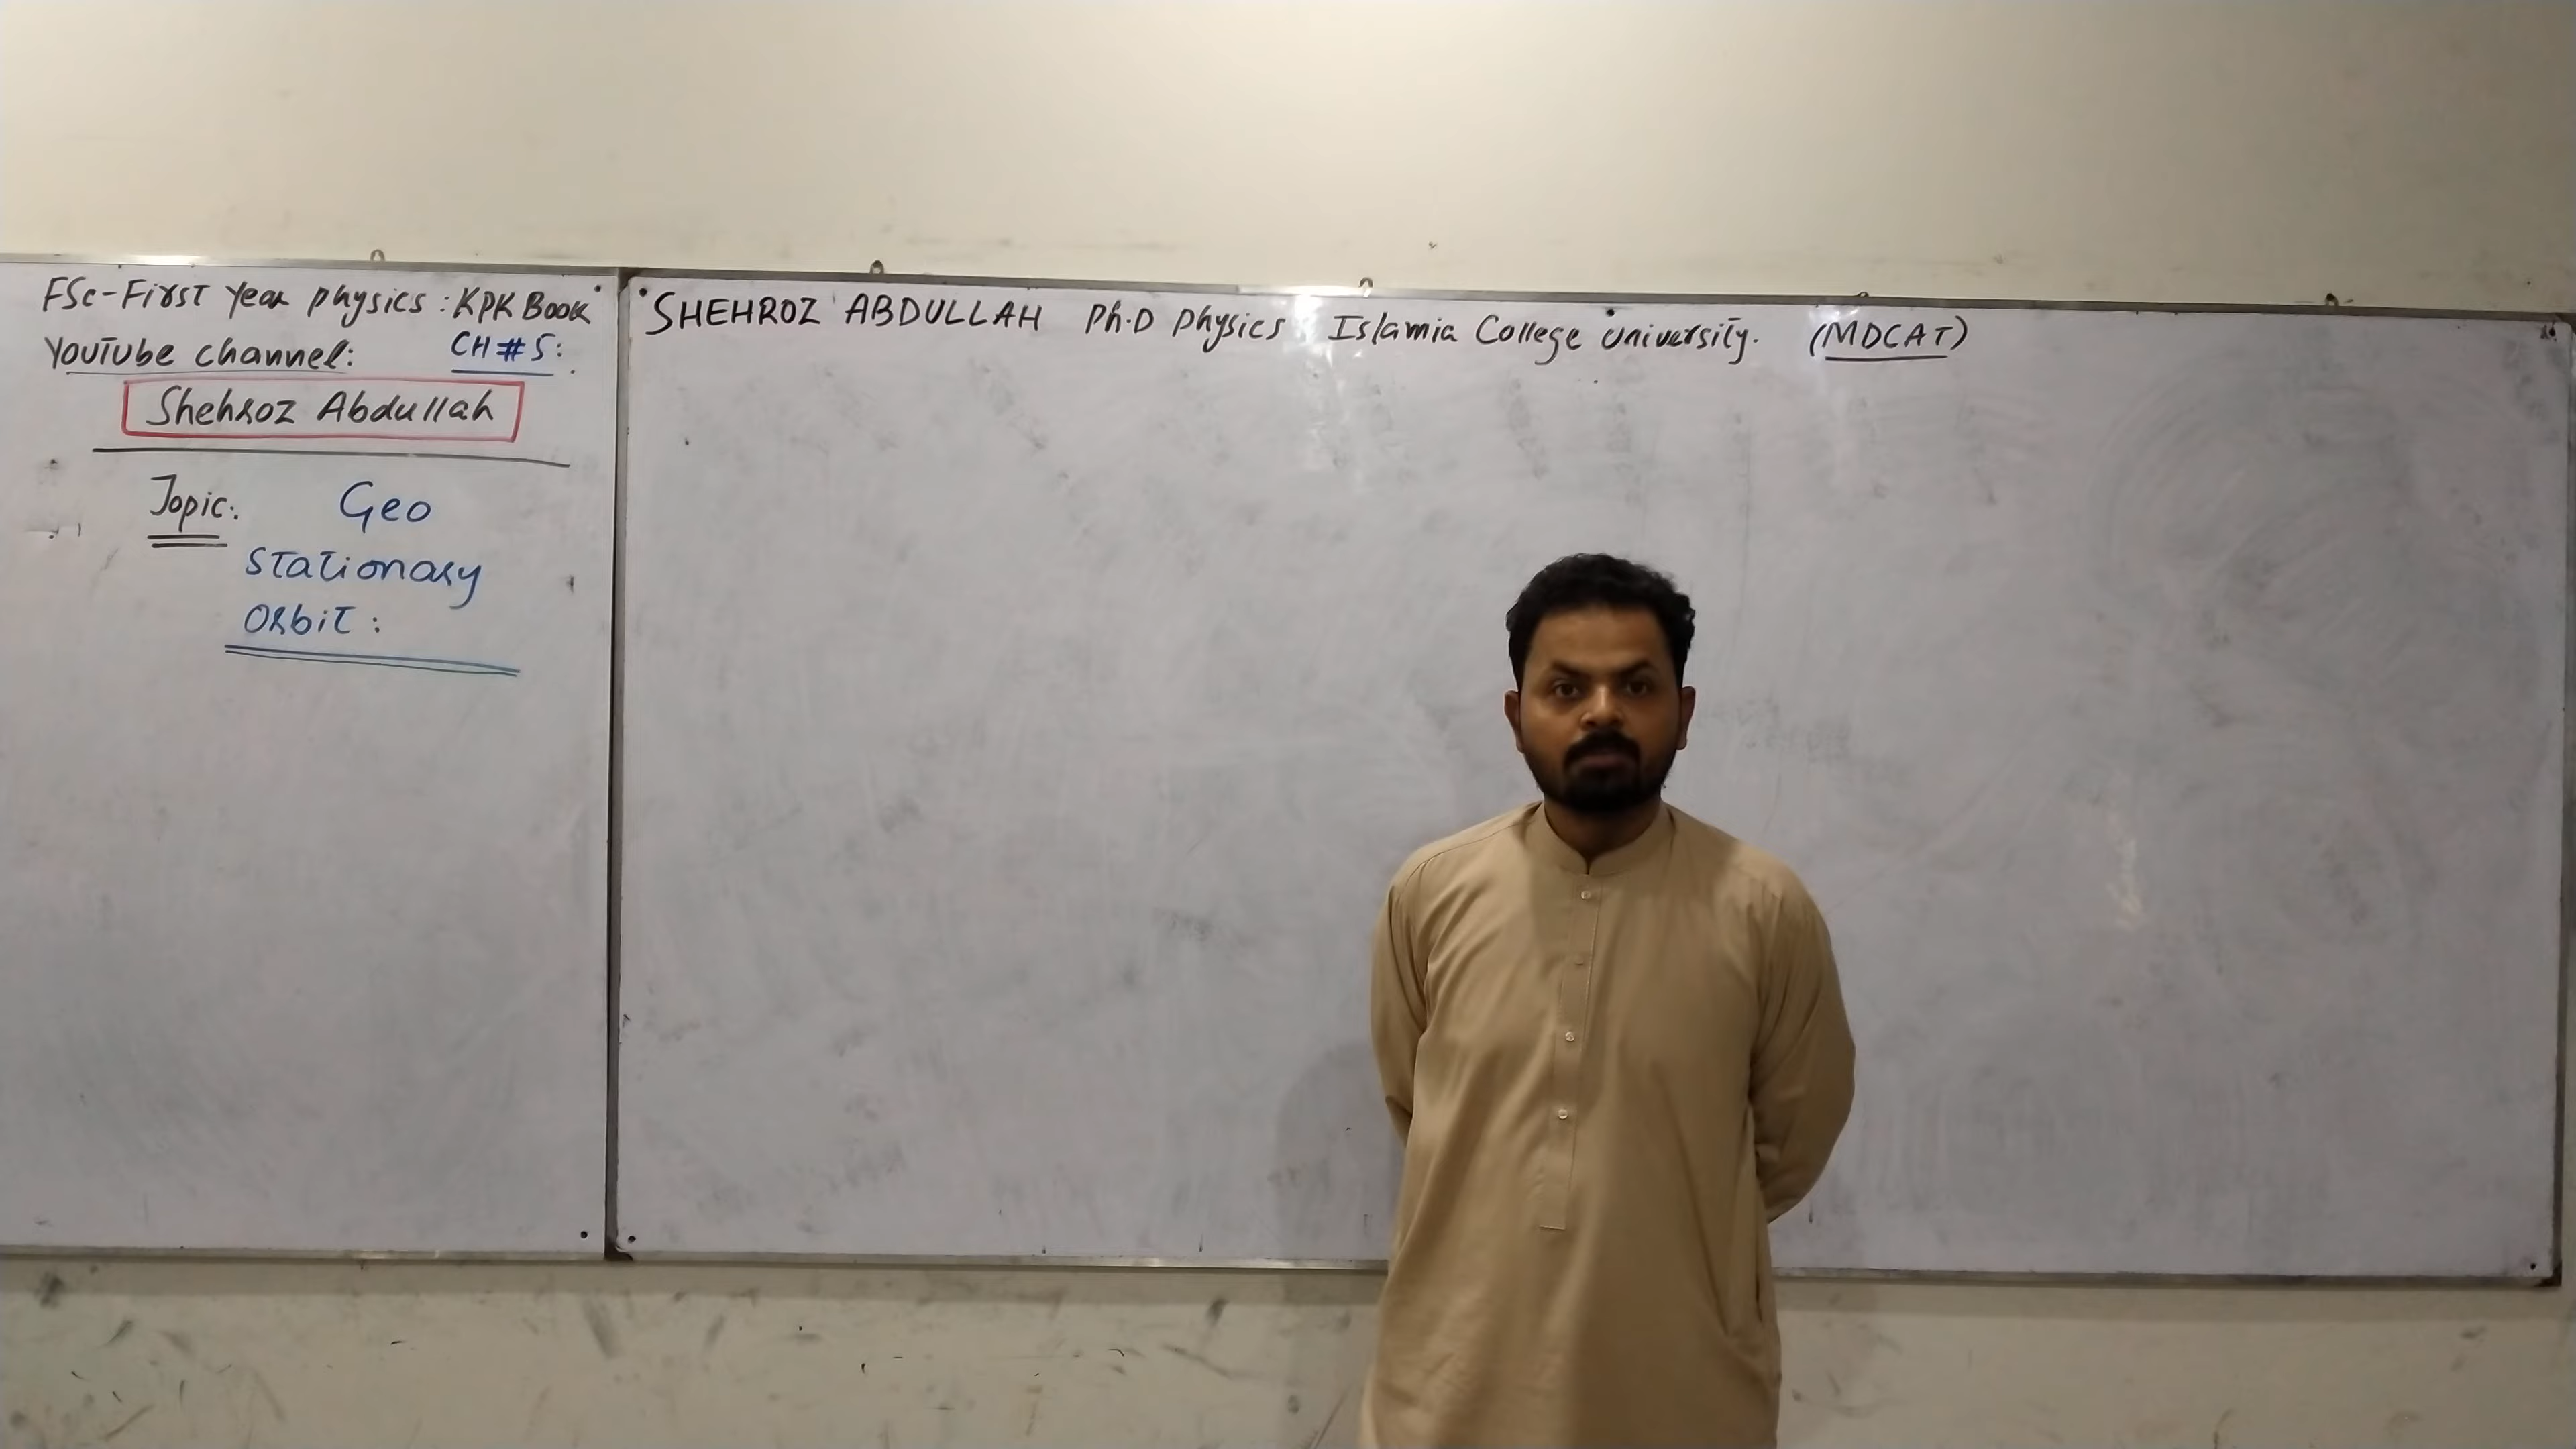 FSc-First Year Physics : KPK Book
YouTube channel: CH # 5:
Shehroz Abdullah
Topic: Geo
Stationary
Orbit :
SHEHROZ ABDULLAH Ph.D Physics Islamia College University. (MDCAT)